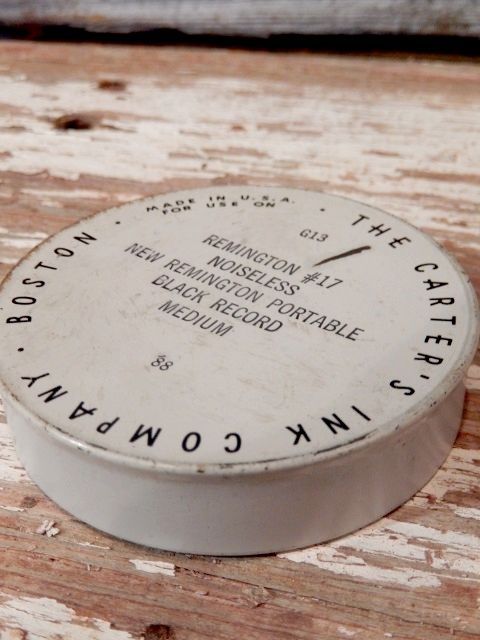 MADE IN U.S.A.
FOR USE ON
THE CARTER'S INK COMPANY · BOSTON ·
G13
REMINGTON #17
NOISELESS
NEW REMINGTON PORTABLE
BLACK RECORD
MEDIUM
'88